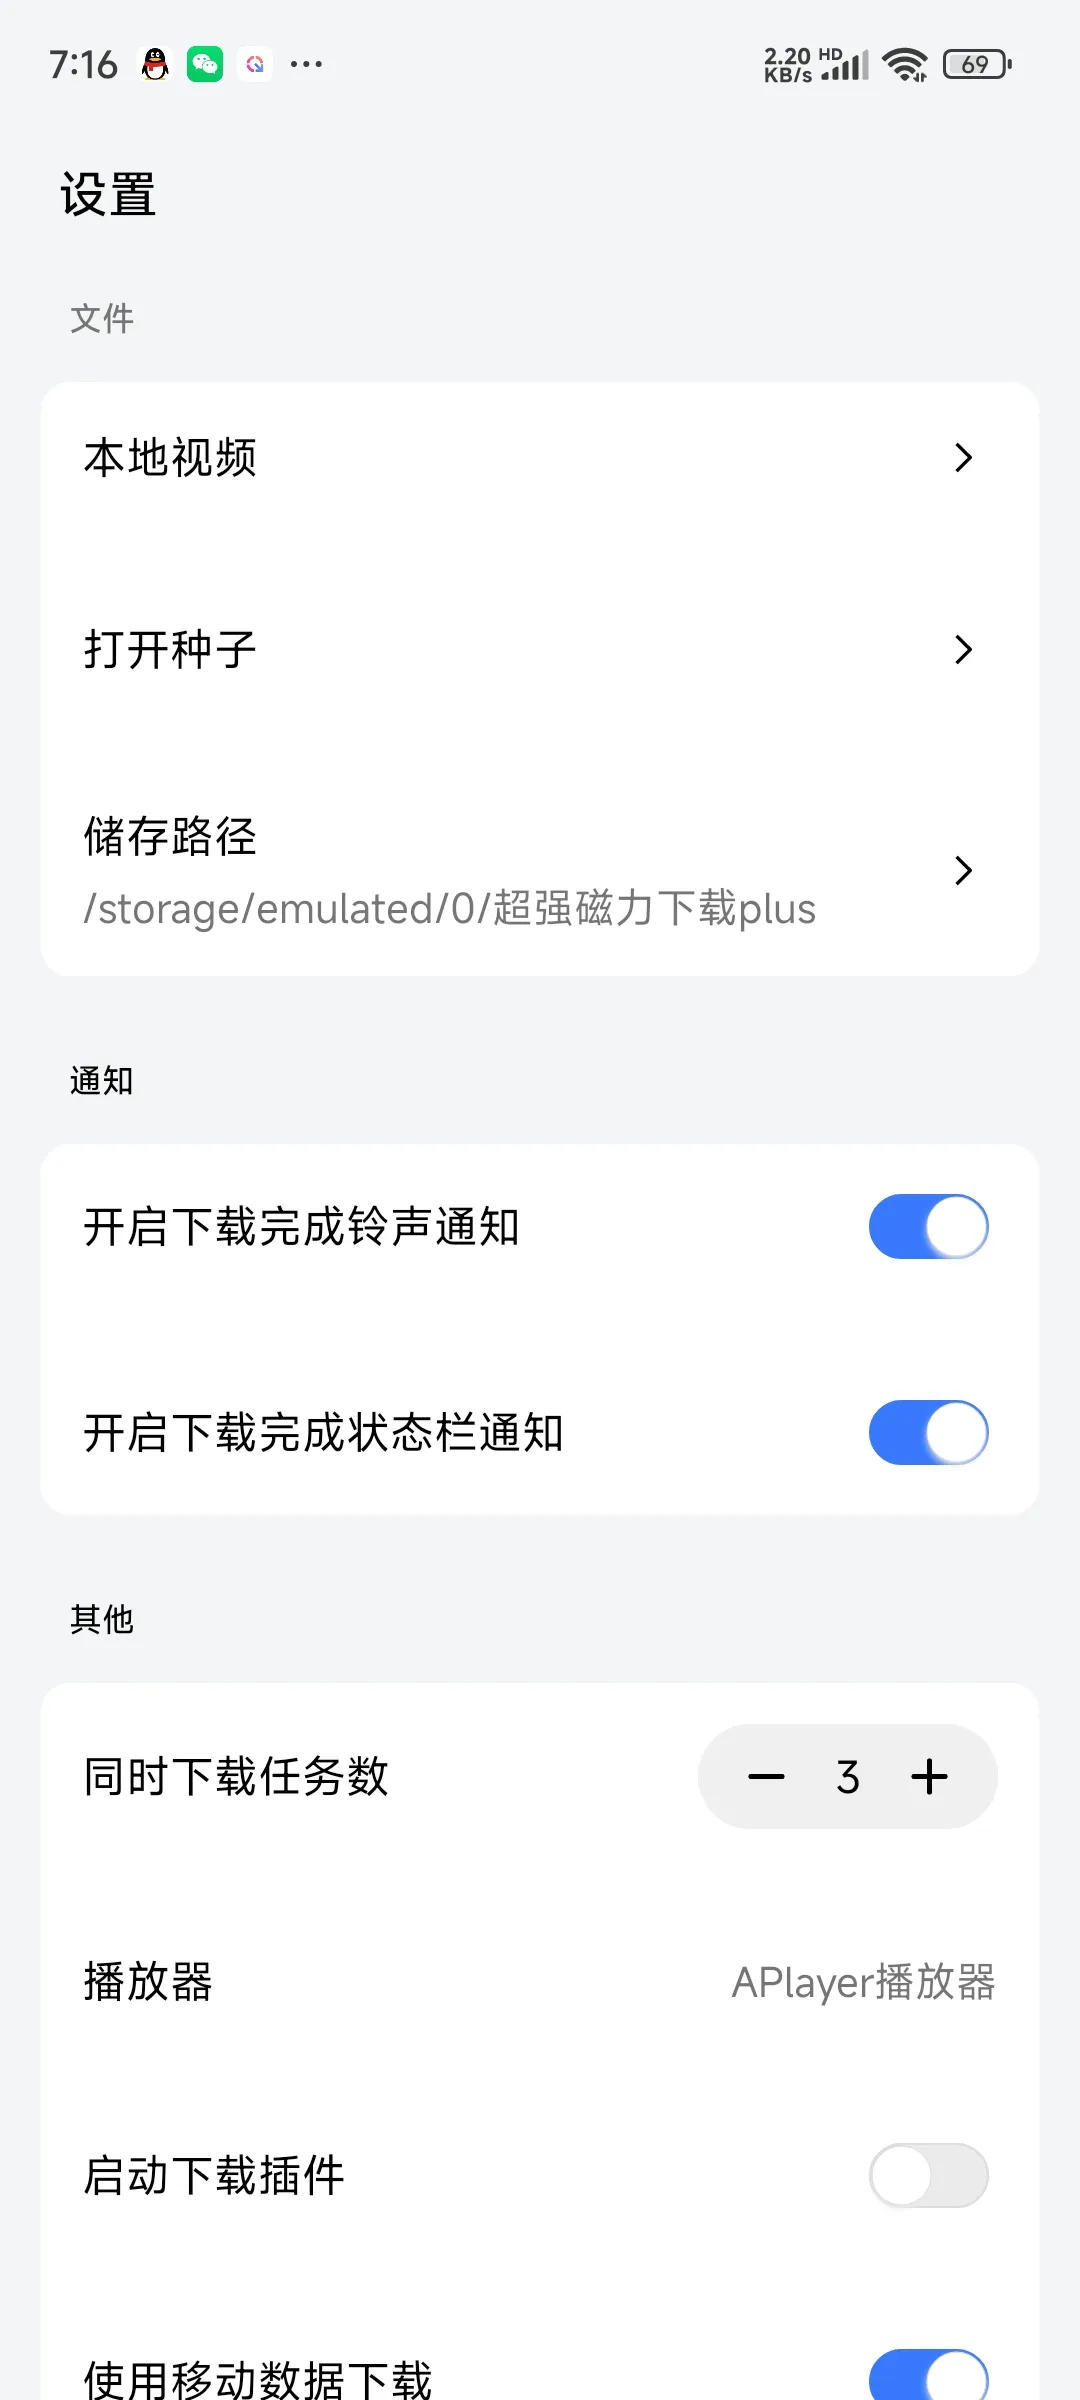 7:16
2.20 KB/s HD 69
设置
文件
本地视频
打开种子
储存路径
/storage/emulated/0/超强磁力下载plus
通知
开启下载完成铃声通知
开启下载完成状态栏通知
其他
同时下载任务数 3
播放器 APlayer播放器
启动下载插件
使用移动数据下载